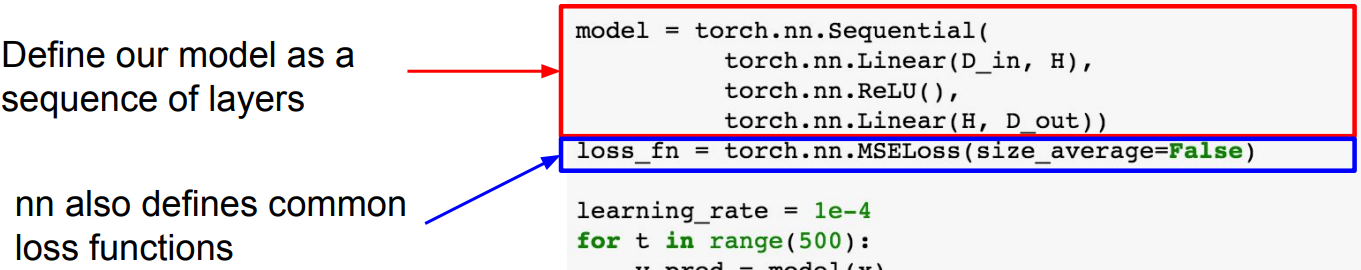 Define our model as a
sequence of layers
nn also defines common
loss functions
model = torch.nn.Sequential(
          torch.nn.Linear(D_in, H),
          torch.nn.ReLU(),
          torch.nn.Linear(H, D_out))
loss_fn = torch.nn.MSELoss(size_average=False)
learning_rate = 1e-4
for t in range(500):
    y_pred = model(x)